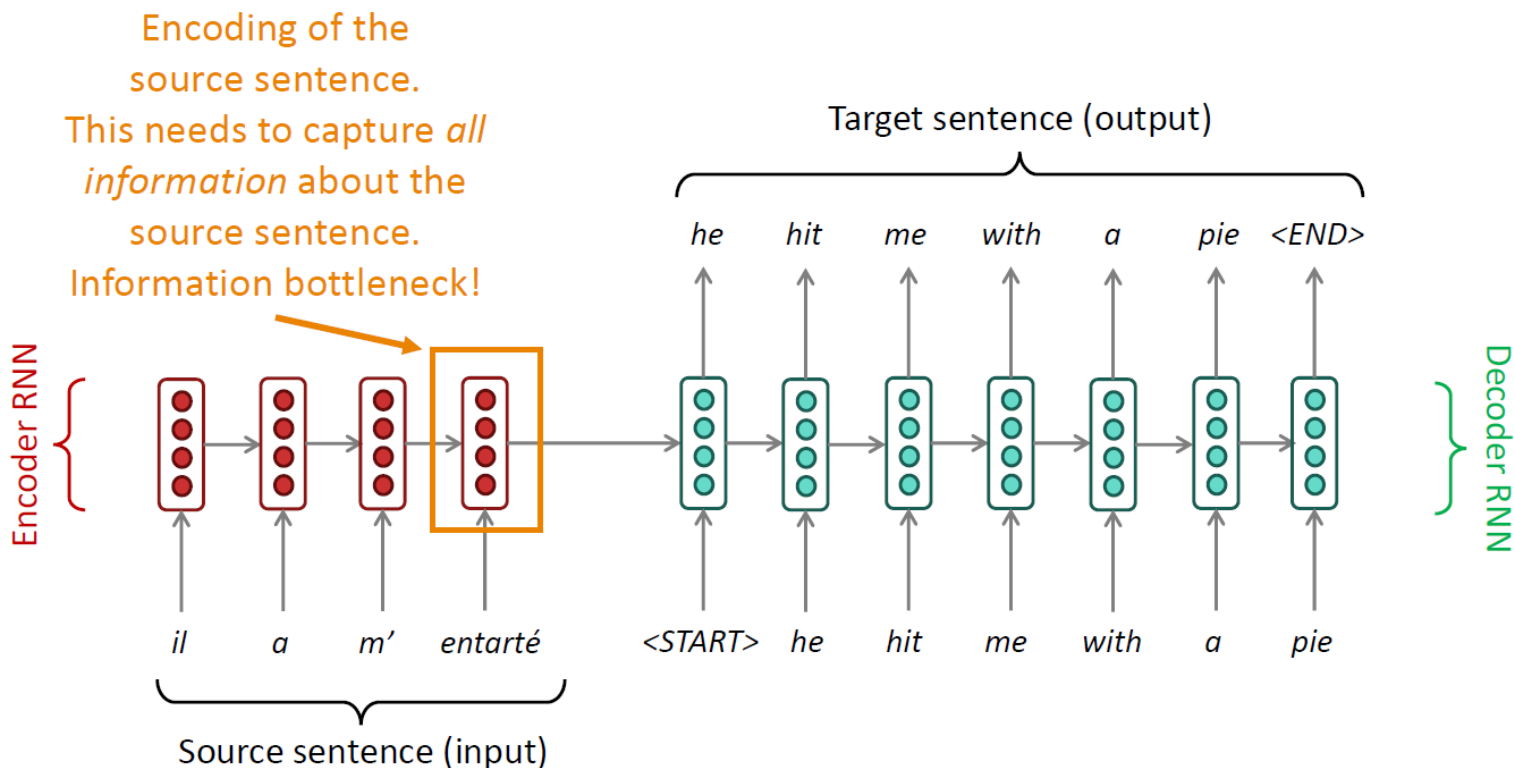 Encoding of the
source sentence.
This needs to capture all
information about the
source sentence.
Information bottleneck!
Target sentence (output)
he hit me with a pie <END>
Encoder RNN
Decoder RNN
il a m’ entarté <START> he hit me with a pie
Source sentence (input)